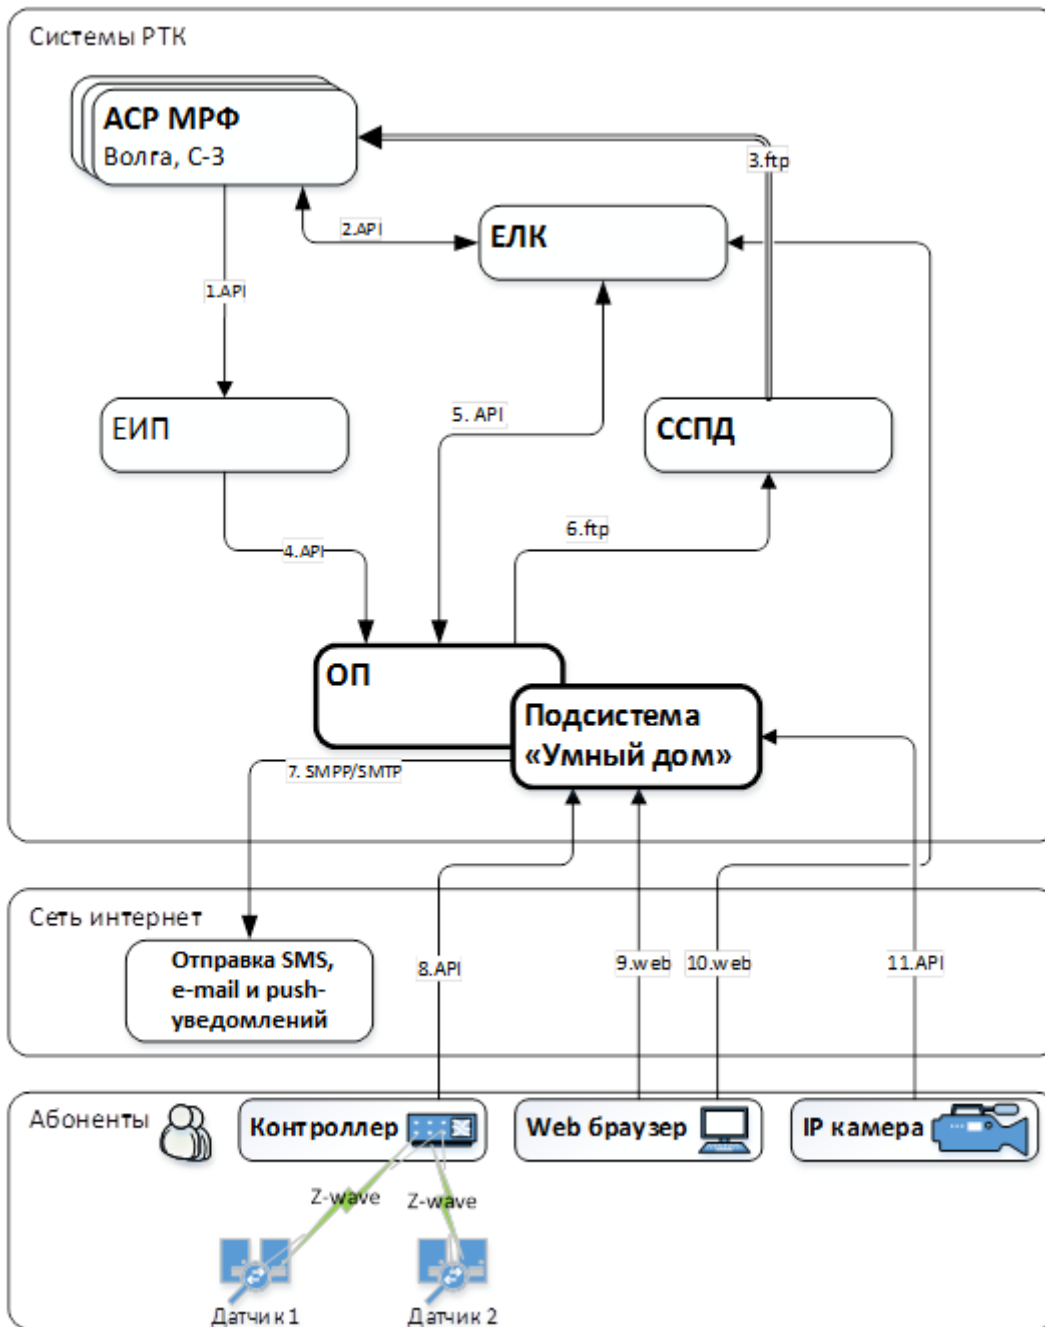 Системы РТК
АСР МРФ
Волга, С-З
3.ftp
2.API
ЕЛК
1.API
5. API
ЕИП
ССПД
6.ftp
4.API
ОП
Подсистема
«Умный дом»
7. SMPP/SMTP
Сеть интернет
Отправка SMS,
e-mail и push-
уведомлений
8.API
9.web
10.web
11.API
Абоненты
Контроллер
Web браузер
IP камера
Z-wave
Z-wave
Датчик 1
Датчик 2